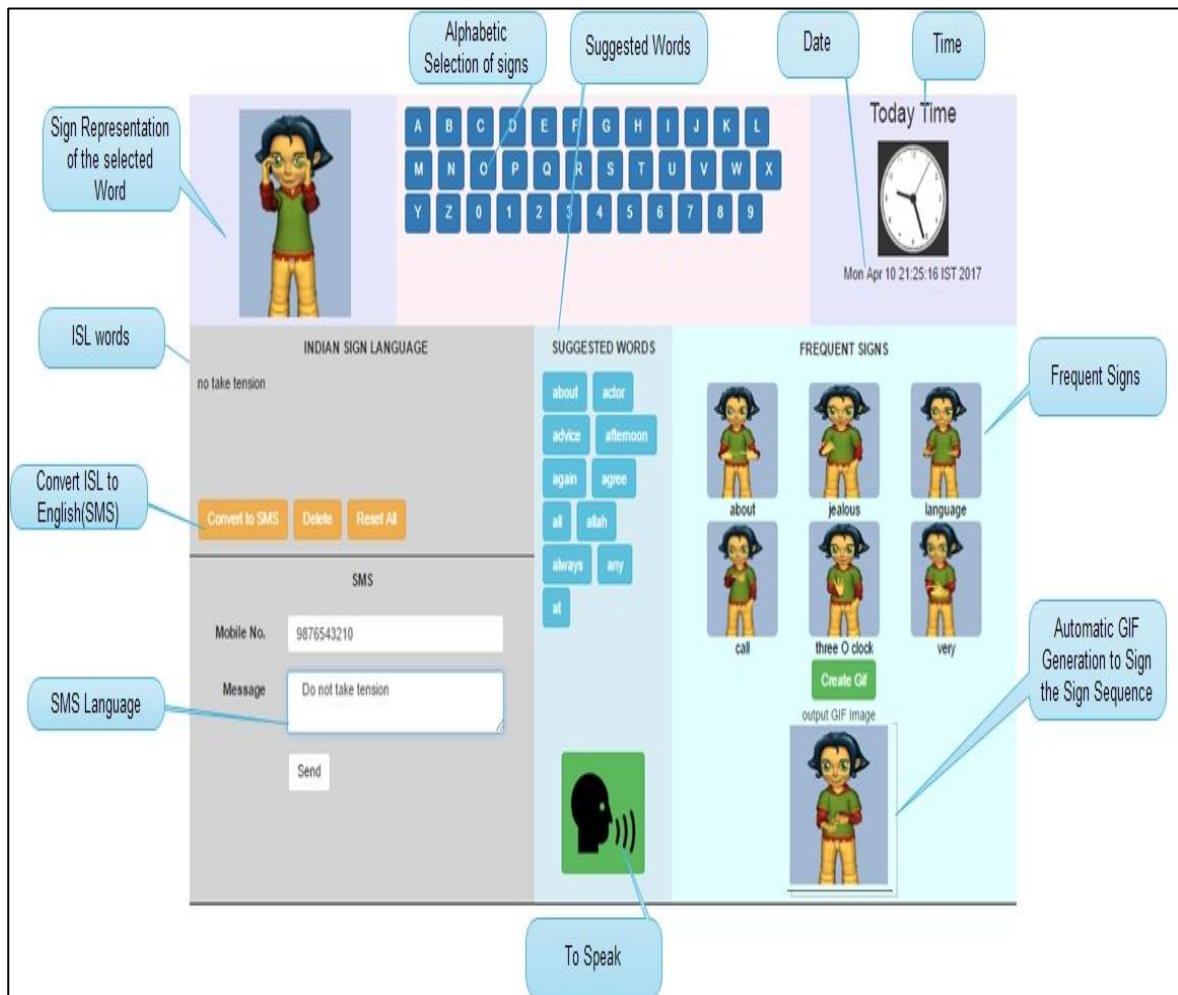 Alphabetic
Selection of signs
Suggested Words
Date
Time
Sign Representation
of the selected
Word
A B C D E F G H I J K L
M N O P Q R S T U V W X
Y Z 0 1 2 3 4 5 6 7 8 9
Today Time
Mon Apr 10 21:25:16 IST 2017
ISL words
INDIAN SIGN LANGUAGE
no take tension
Convert ISL to
English(SMS)
Convert to SMS Delete Reset All
SMS
Mobile No. 9876543210
Message Do not take tension
SMS Language
Send
SUGGESTED WORDS
about actor
advice afternoon
again agree
all allah
always any
at
To Speak
FREQUENT SIGNS
Frequent Signs
about jealous language
call three O clock very
Create Gif
output GIF Image
Automatic GIF
Generation to Sign
the Sign Sequence